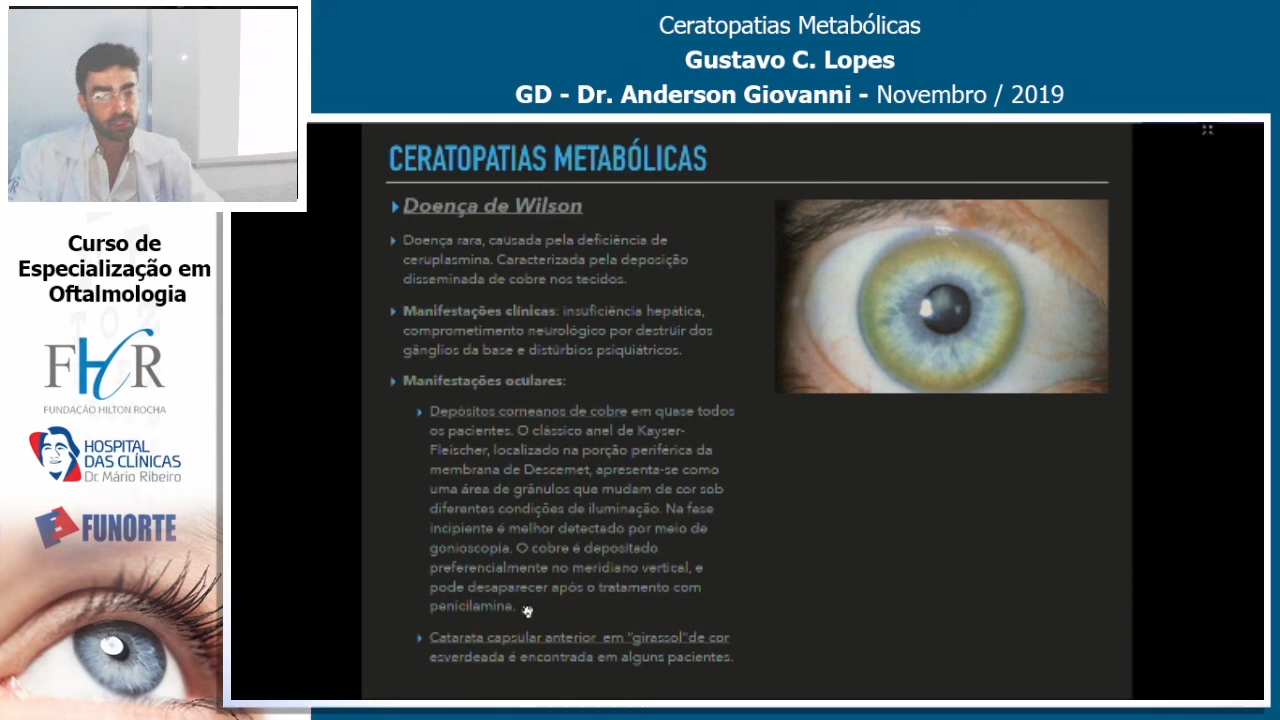 Ceratopatias Metabólicas
Gustavo C. Lopes
GD - Dr. Anderson Giovanni - Novembro / 2019
CERATOPATIAS METABÓLICAS
Doença de Wilson
Doença rara, causada pela deficiência de
ceruplasmina. Caracterizada pela deposição
disseminada de cobre nos tecidos.
Manifestações clínicas: insuficiência hepática,
comprometimento neurológico por destruir dos
gânglios da base e distúrbios psiquiátricos.
Manifestações oculares:
Depósitos corneanos de cobre em quase todos
os pacientes. O clássico anel de Kayser-
Fleischer, localizado na porção periférica da
membrana de Descemet, apresenta-se como
uma área de grânulos que mudam de cor sob
diferentes condições de iluminação. Na fase
incipiente é melhor detectado por meio de
gonioscopia. O cobre é depositado
preferencialmente no meridiano vertical, e
pode desaparecer após o tratamento com
penicilamina.
Catarata capsular anterior em "girassol"de cor
esverdeada é encontrada em alguns pacientes.
Curso de
Especialização em
Oftalmologia
FHR
FUNDAÇÃO HILTON ROCHA
HOSPITAL
DAS CLÍNICAS
Dr. Mário Ribeiro
FUNORTE